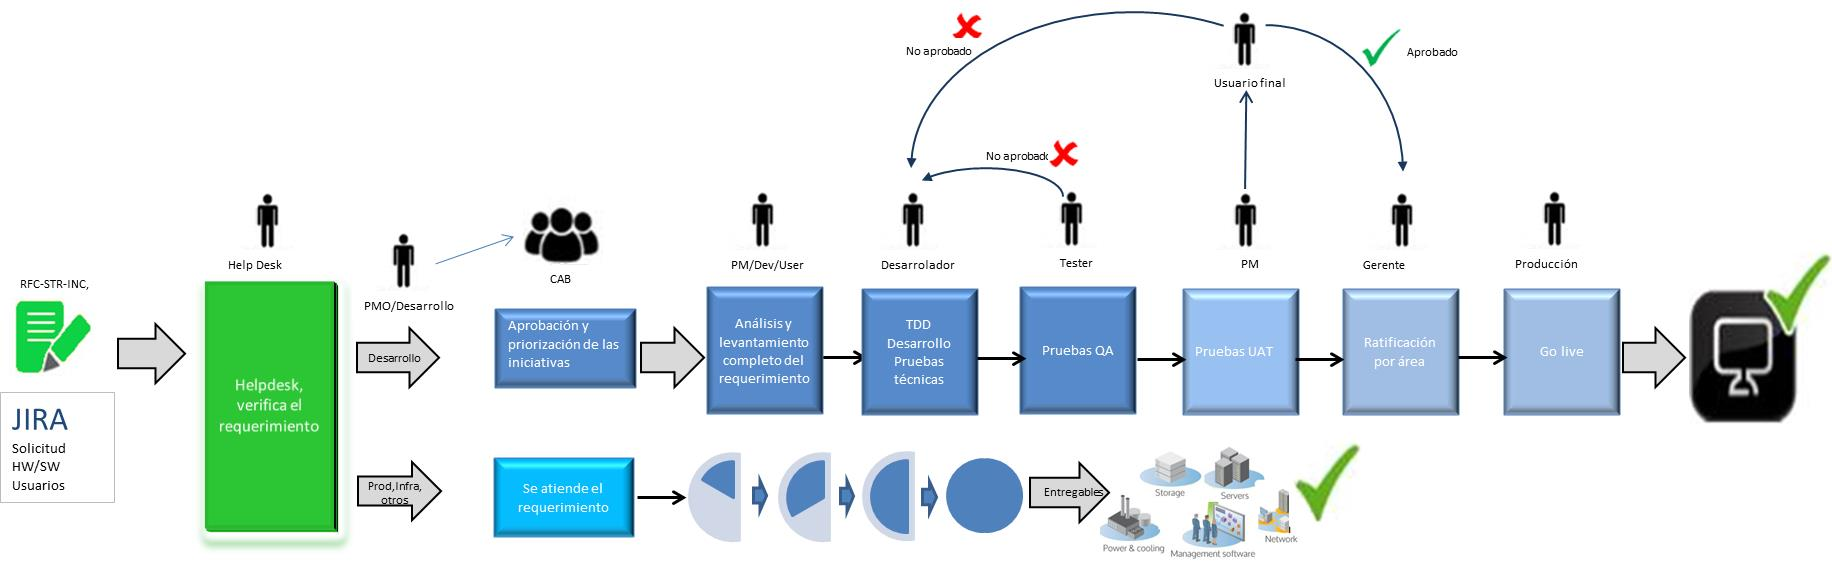 No aprobado
Aprobado
Usuario final
No aprobado
Help Desk
PMO/Desarrollo
CAB
PM/Dev/User
Desarrolador
Tester
PM
Gerente
Producción
RFC-STR-INC,
JIRA
Solicitud
HW/SW
Usuarios
Helpdesk,
verifica el
requerimiento
Desarrollo
Aprobación y
priorización de las
iniciativas
Análisis y
levantamiento
completo del
requerimiento
TDD
Desarrollo
Pruebas
técnicas
Pruebas QA
Pruebas UAT
Ratificación
por área
Go live
Prod,Infra,
otros
Se atiende el
requerimiento
Entregables
Storage
Servers
Power & cooling
Management software
Network